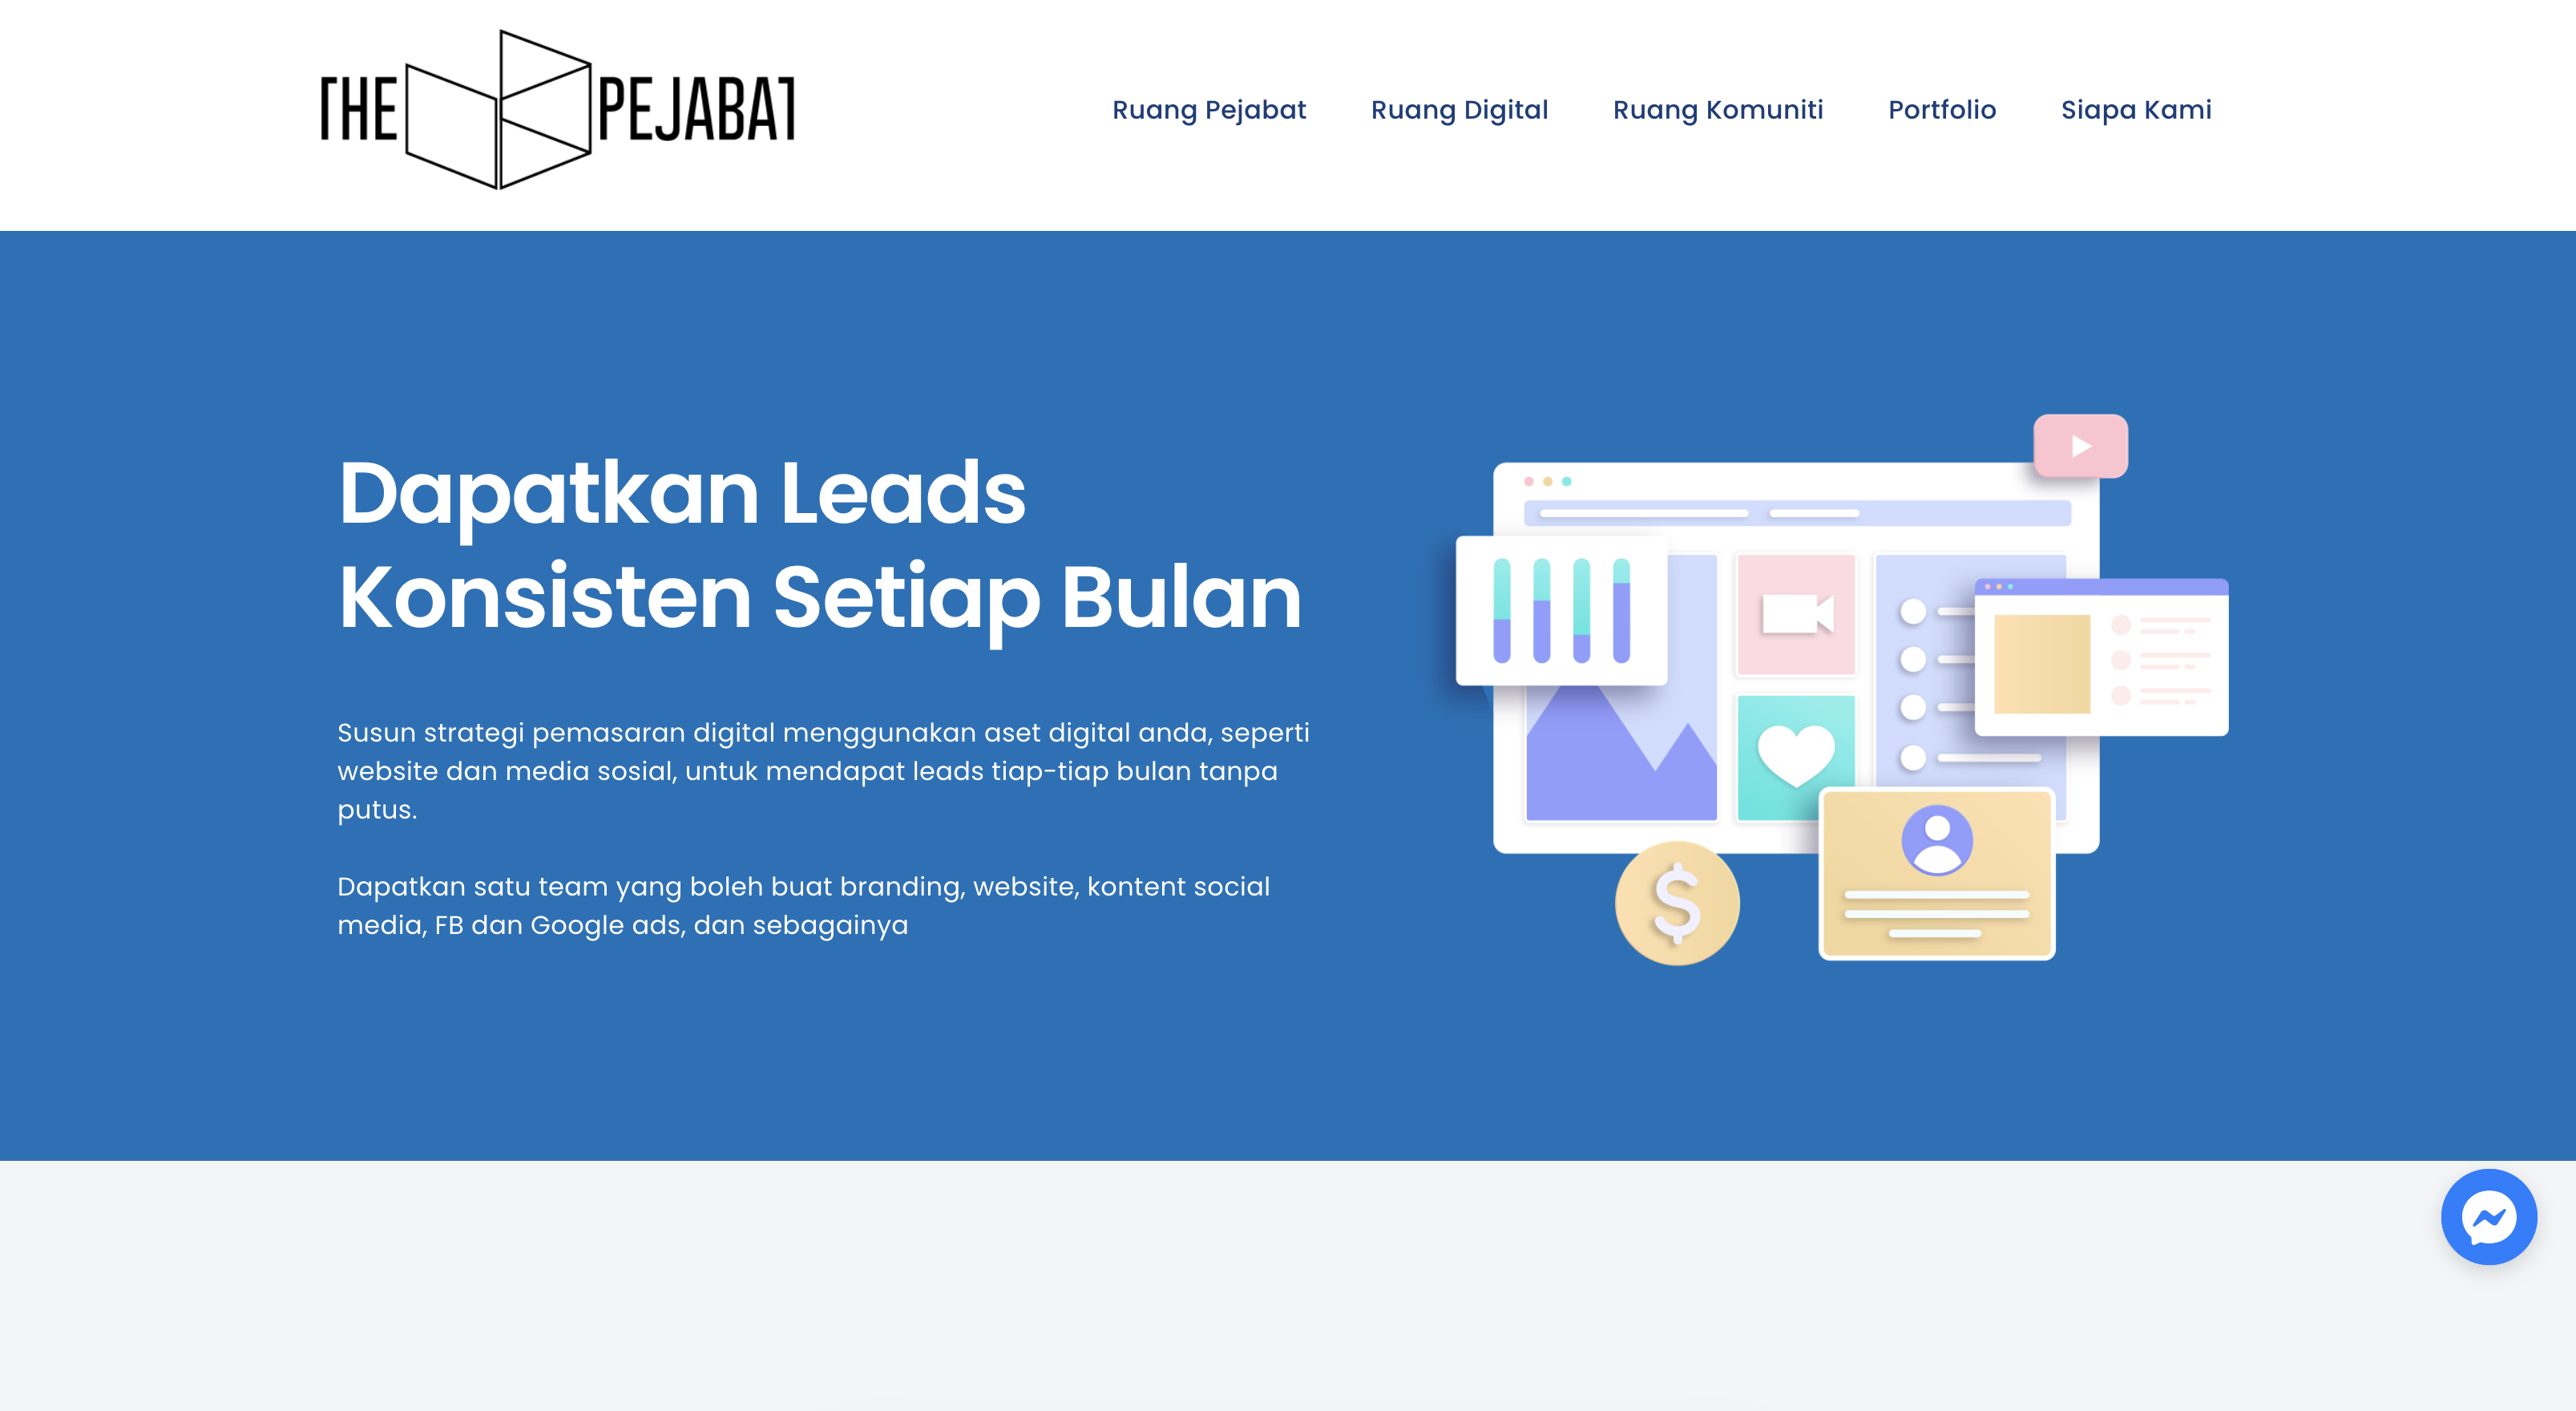 THE PEJABAT
Ruang Pejabat
Ruang Digital
Ruang Komuniti
Portfolio
Siapa Kami
Dapatkan Leads
Konsisten Setiap Bulan
Susun strategi pemasaran digital menggunakan aset digital anda, seperti
website dan media sosial, untuk mendapat leads tiap-tiap bulan tanpa
putus.
Dapatkan satu team yang boleh buat branding, website, kontent social
media, FB dan Google ads, dan sebagainya
$